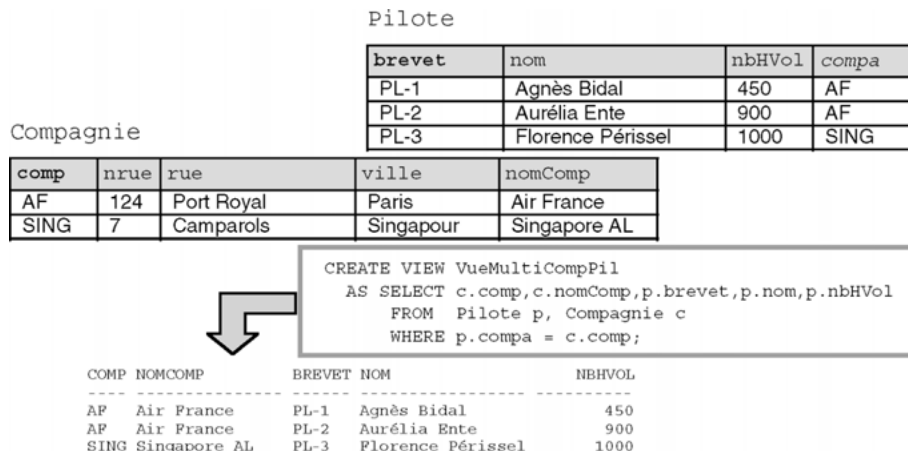 Pilote
brevet nom nbHVol compa
PL-1 Agnès Bidal 450 AF
PL-2 Aurélia Ente 900 AF
PL-3 Florence Périssel 1000 SING
Compagnie
comp nrue rue ville nomComp
AF 124 Port Royal Paris Air France
SING 7 Camparols Singapour Singapore AL
CREATE VIEW VueMultiCompPil
AS SELECT c.comp,c.nomComp,p.brevet,p.nom,p.nbHVol
FROM Pilote p, Compagnie c
WHERE p.compa = c.comp;
COMP NOMCOMP BREVET NOM NBHVOL
---- --------------- ------ ---------------- ----------
AF Air France PL-1 Agnès Bidal 450
AF Air France PL-2 Aurélia Ente 900
SING Singapore AL PL-3 Florence Périssel 1000